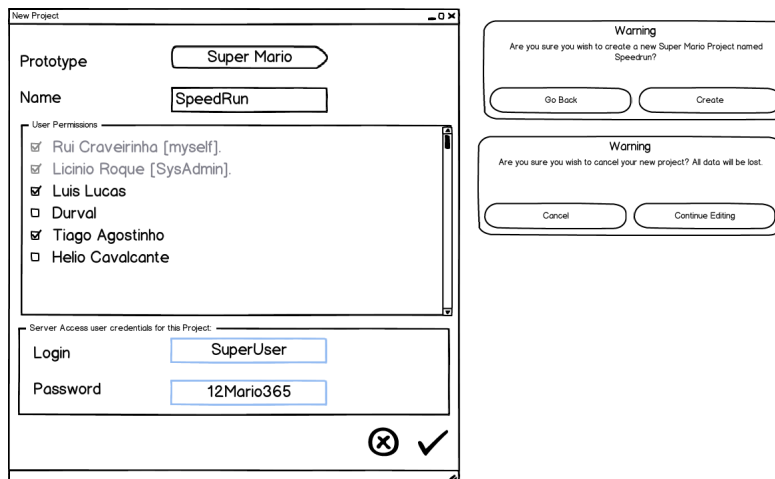 New Project
Prototype
Super Mario
Name
SpeedRun
User Permissions
Rui Craveirinha [myself].
Licinio Roque [SysAdmin].
Luis Lucas
Durval
Tiago Agostinho
Helio Cavalcante
Server Access user credentials for this Project:
Login
SuperUser
Password
12Mario365
Warning
Are you sure you wish to create a new Super Mario Project named
Speedrun?
Go Back
Create
Warning
Are you sure you wish to cancel your new project? All data will be lost.
Cancel
Continue Editing